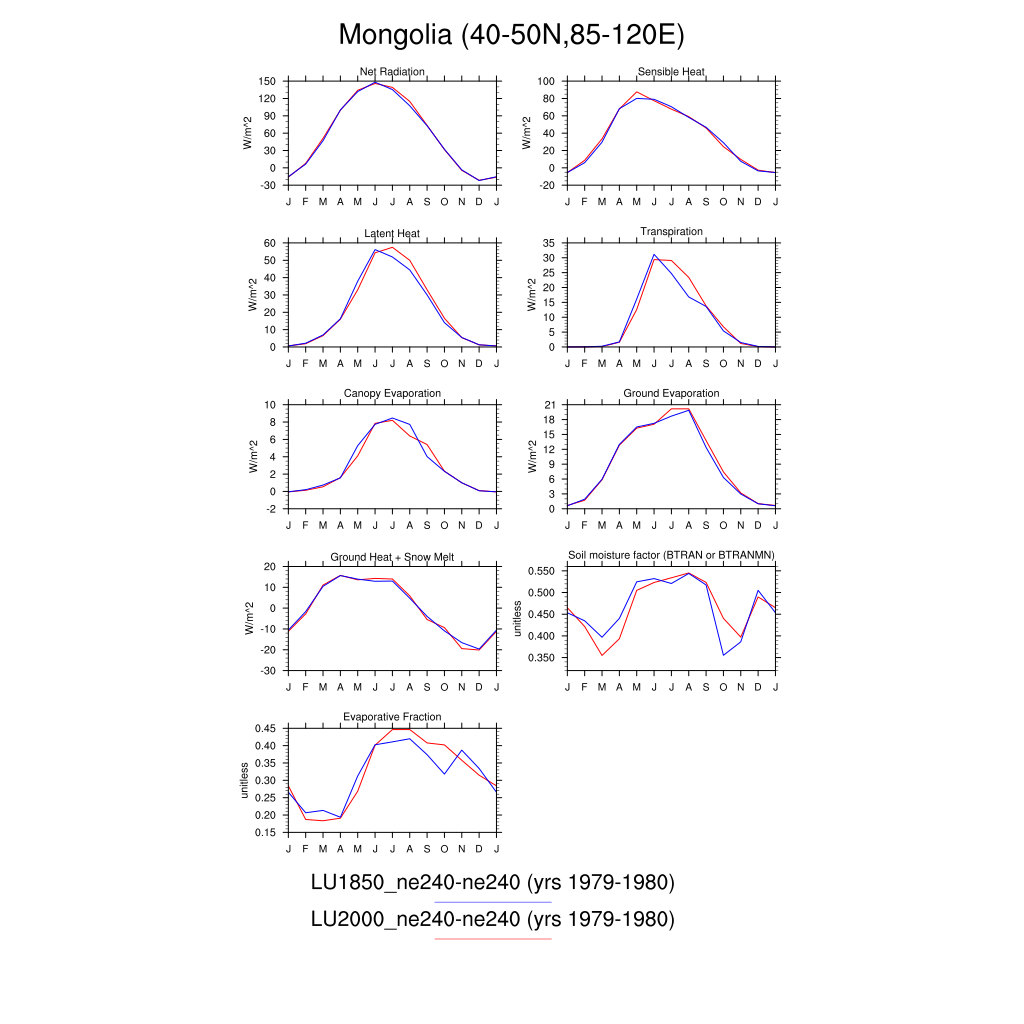 Mongolia (40-50N,85-120E)
Net Radiation
W/m^2
150
120
90
60
30
0
-30
J F M A M J J A S O N D J
Sensible Heat
W/m^2
100
80
60
40
20
0
-20
J F M A M J J A S O N D J
Latent Heat
W/m^2
60
50
40
30
20
10
0
J F M A M J J A S O N D J
Transpiration
W/m^2
35
30
25
20
15
10
5
0
J F M A M J J A S O N D J
Canopy Evaporation
W/m^2
10
8
6
4
2
0
-2
J F M A M J J A S O N D J
Ground Evaporation
W/m^2
21
18
15
12
9
6
3
0
J F M A M J J A S O N D J
Ground Heat + Snow Melt
W/m^2
20
10
0
-10
-20
-30
J F M A M J J A S O N D J
Soil moisture factor (BTRAN or BTRANMN)
unitless
0.550
0.500
0.450
0.400
0.350
J F M A M J J A S O N D J
Evaporative Fraction
unitless
0.45
0.40
0.35
0.30
0.25
0.20
0.15
J F M A M J J A S O N D J
LU1850_ne240-ne240 (yrs 1979-1980)
LU2000_ne240-ne240 (yrs 1979-1980)